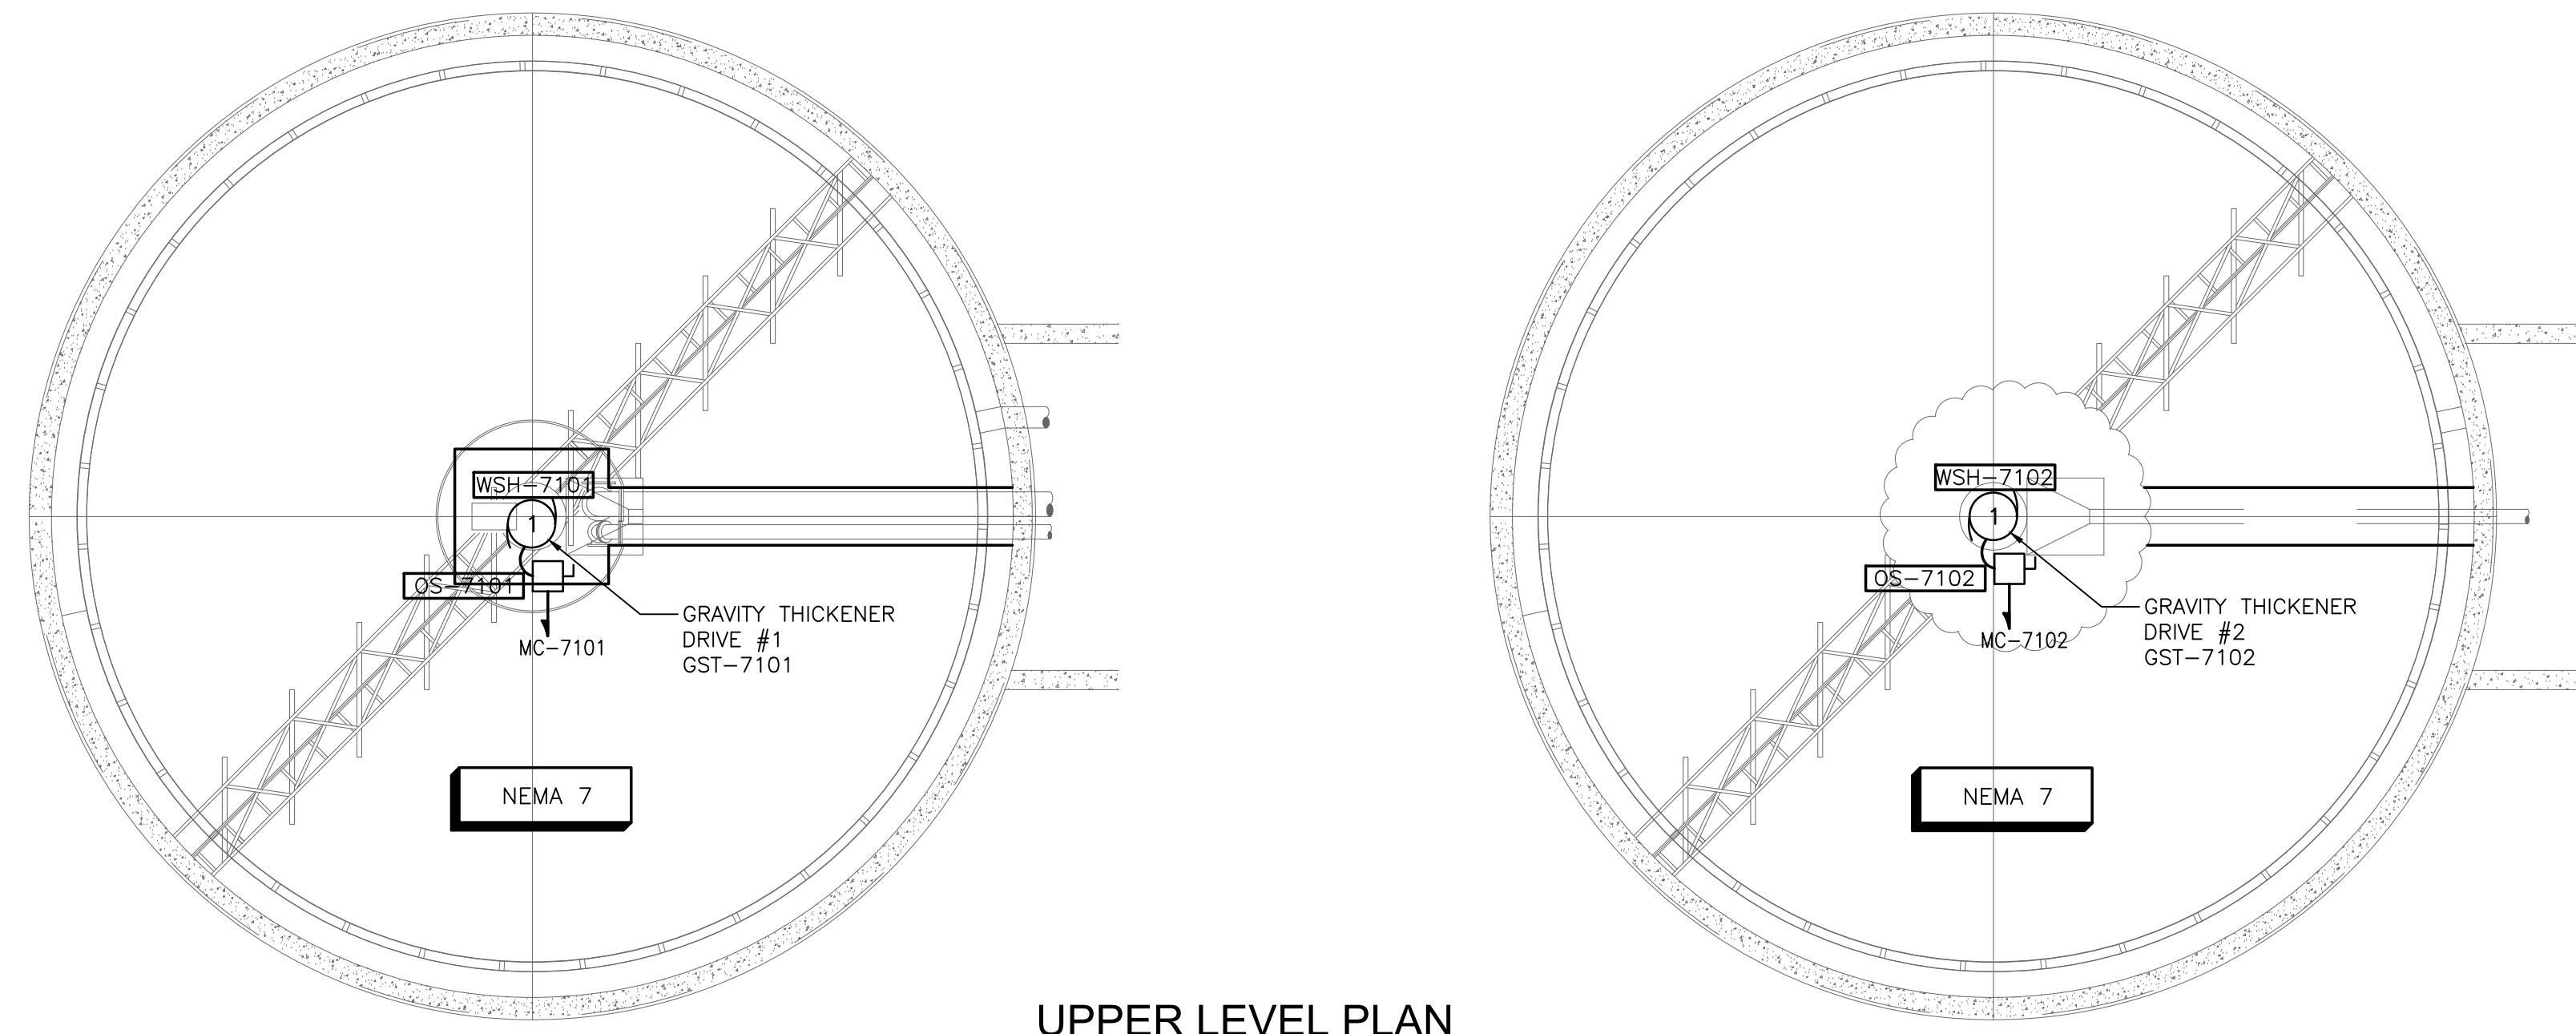 WSH-7101
1
OS-7101
MC-7101
GRAVITY THICKENER
DRIVE #1
GST-7101
NEMA 7
WSH-7102
1
OS-7102
MC-7102
GRAVITY THICKENER
DRIVE #2
GST-7102
NEMA 7
UPPER LEVEL PLAN